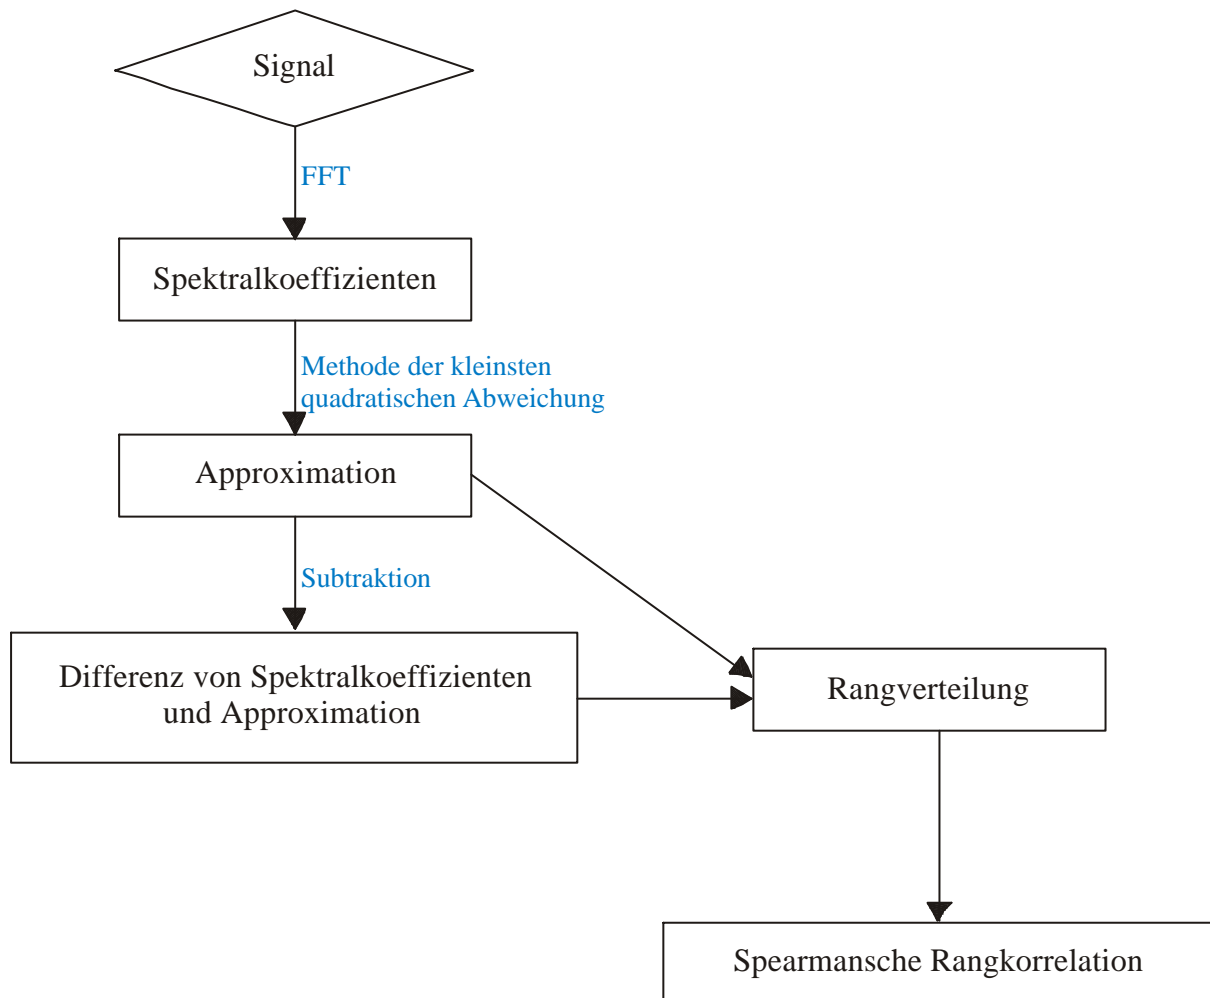 Signal
FFT
Spektralkoeffizienten
Methode der kleinsten
quadratischen Abweichung
Approximation
Subtraktion
Differenz von Spektralkoeffizienten
und Approximation
Rangverteilung
Spearmansche Rangkorrelation